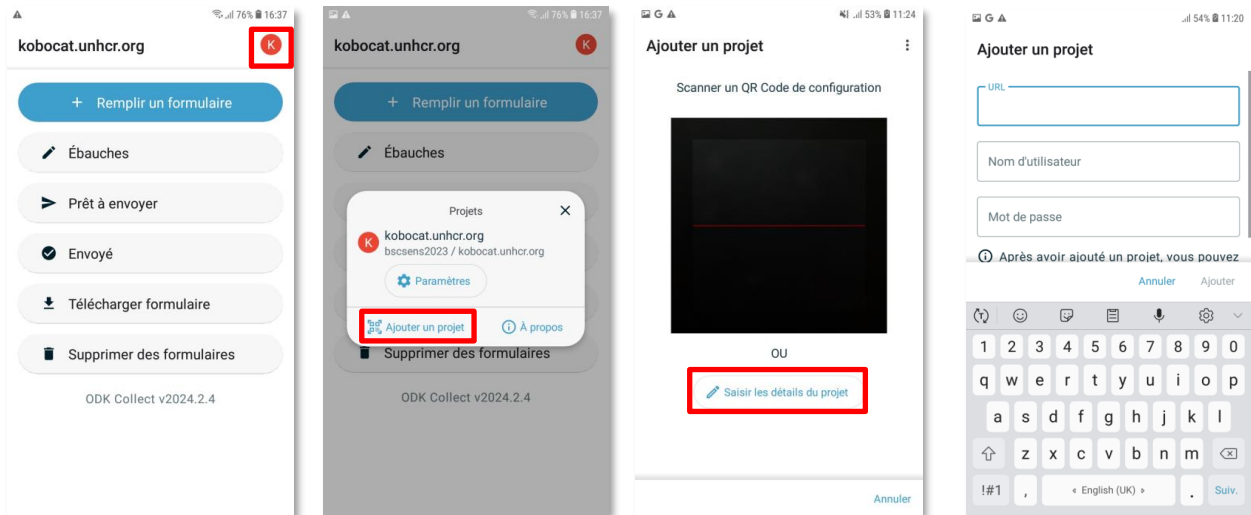 76% 16:37
kobocat.unhcr.org
K
+ Remplir un formulaire
Ébauches
Prêt à envoyer
Envoyé
Télécharger formulaire
Supprimer des formulaires
ODK Collect v2024.2.4
76% 16:37
kobocat.unhcr.org
K
+ Remplir un formulaire
Ébauches
Projets
K
kobocat.unhcr.org
bscsens2023 / kobocat.unhcr.org
Paramètres
Ajouter un projet
À propos
Supprimer des formulaires
ODK Collect v2024.2.4
G 53% 11:24
Ajouter un projet
Scanner un QR Code de configuration
OU
Saisir les détails du projet
Annuler
G 54% 11:20
Ajouter un projet
URL
Nom d'utilisateur
Mot de passe
Après avoir ajouté un projet, vous pouvez
Annuler Ajouter
1 2 3 4 5 6 7 8 9 0
q w e r t y u i o p
a s d f g h j k l
z x c v b n m
!#1 , English (UK) . Suiv.